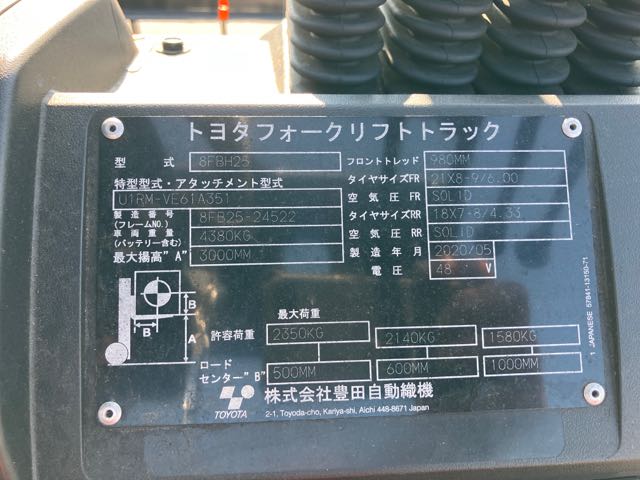 トヨタフォークリフトトラック
型 式 8FBH25
特型型式・アタッチメント型式
U1RM-VE61A351
製造番号 (フレームNO.) 8FB25-24522
車両重量 (バッテリー含む) 4380KG
最大揚高"A" 3000MM
フロントトレッド 980MM
タイヤサイズFR 21X8-9/6.00
空気圧FR SOLID
タイヤサイズRR 18X7-8/4.33
空気圧RR SOLID
製造年月 2020/05
電圧 48 V
B
B
A
最大荷重
許容荷重 2350KG 2140KG 1580KG
ロードセンター"B" 500MM 600MM 1000MM
TOYOTA
株式会社豊田自動織機
2-1, Toyoda-cho, Kariya-shi, Aichi 448-8671 Japan
1 JAPANESE 57841-13150-71